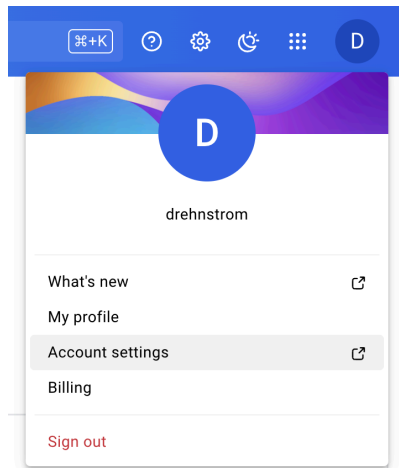 ⌘+K
D
D
drehnstrom
What's new
My profile
Account settings
Billing
Sign out